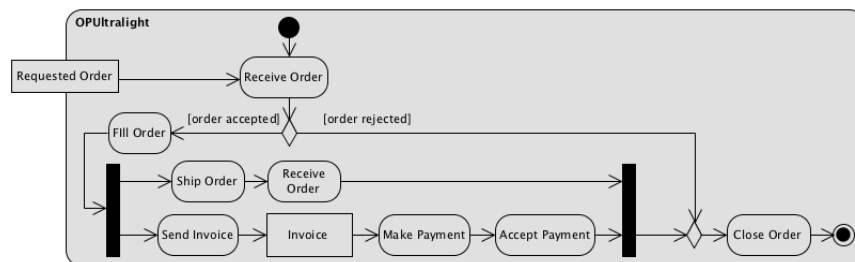 OPUltralight
Requested Order
Receive Order
[order accepted]
[order rejected]
FIll Order
Ship Order
Receive
Order
Send Invoice
Invoice
Make Payment
Accept Payment
Close Order